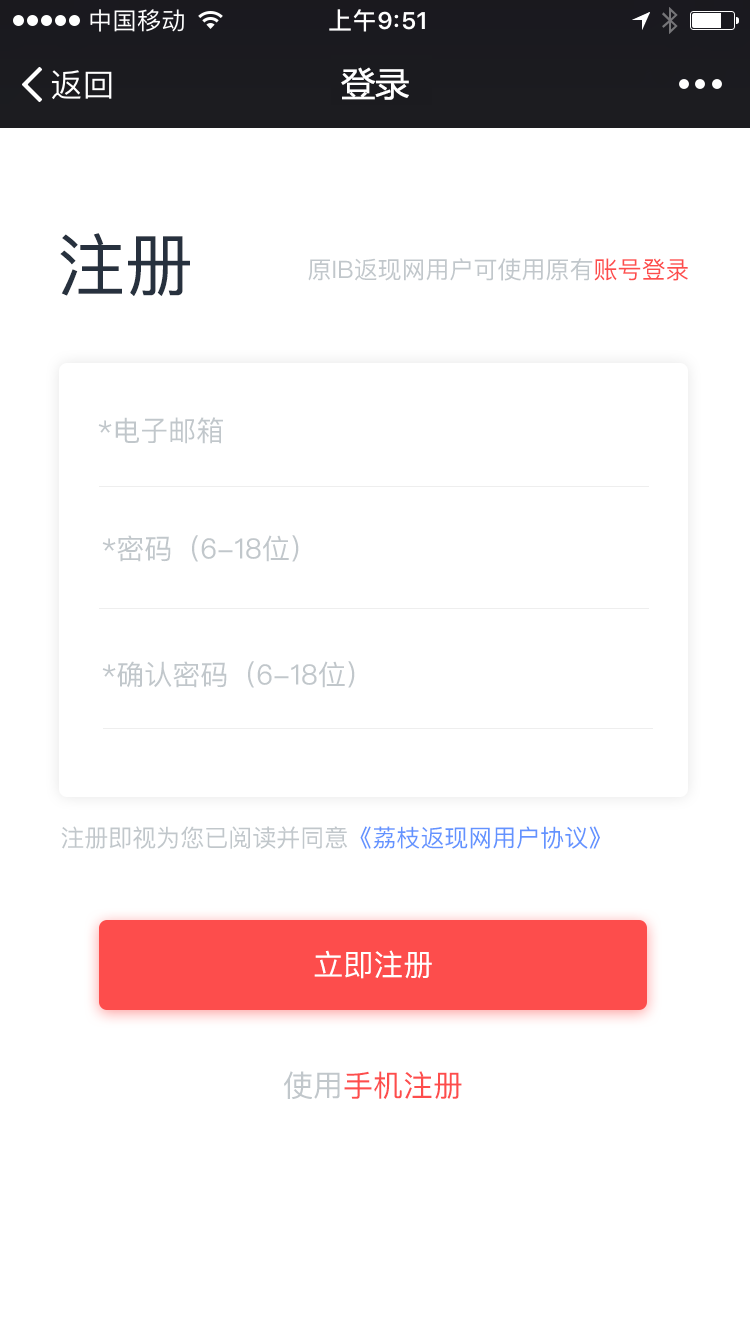 中国移动 上午9:51
返回 登录
注册
原IB返现网用户可使用原有账号登录
*电子邮箱
*密码（6–18位）
*确认密码（6–18位）
注册即视为您已阅读并同意《荔枝返现网用户协议》
立即注册
使用手机注册